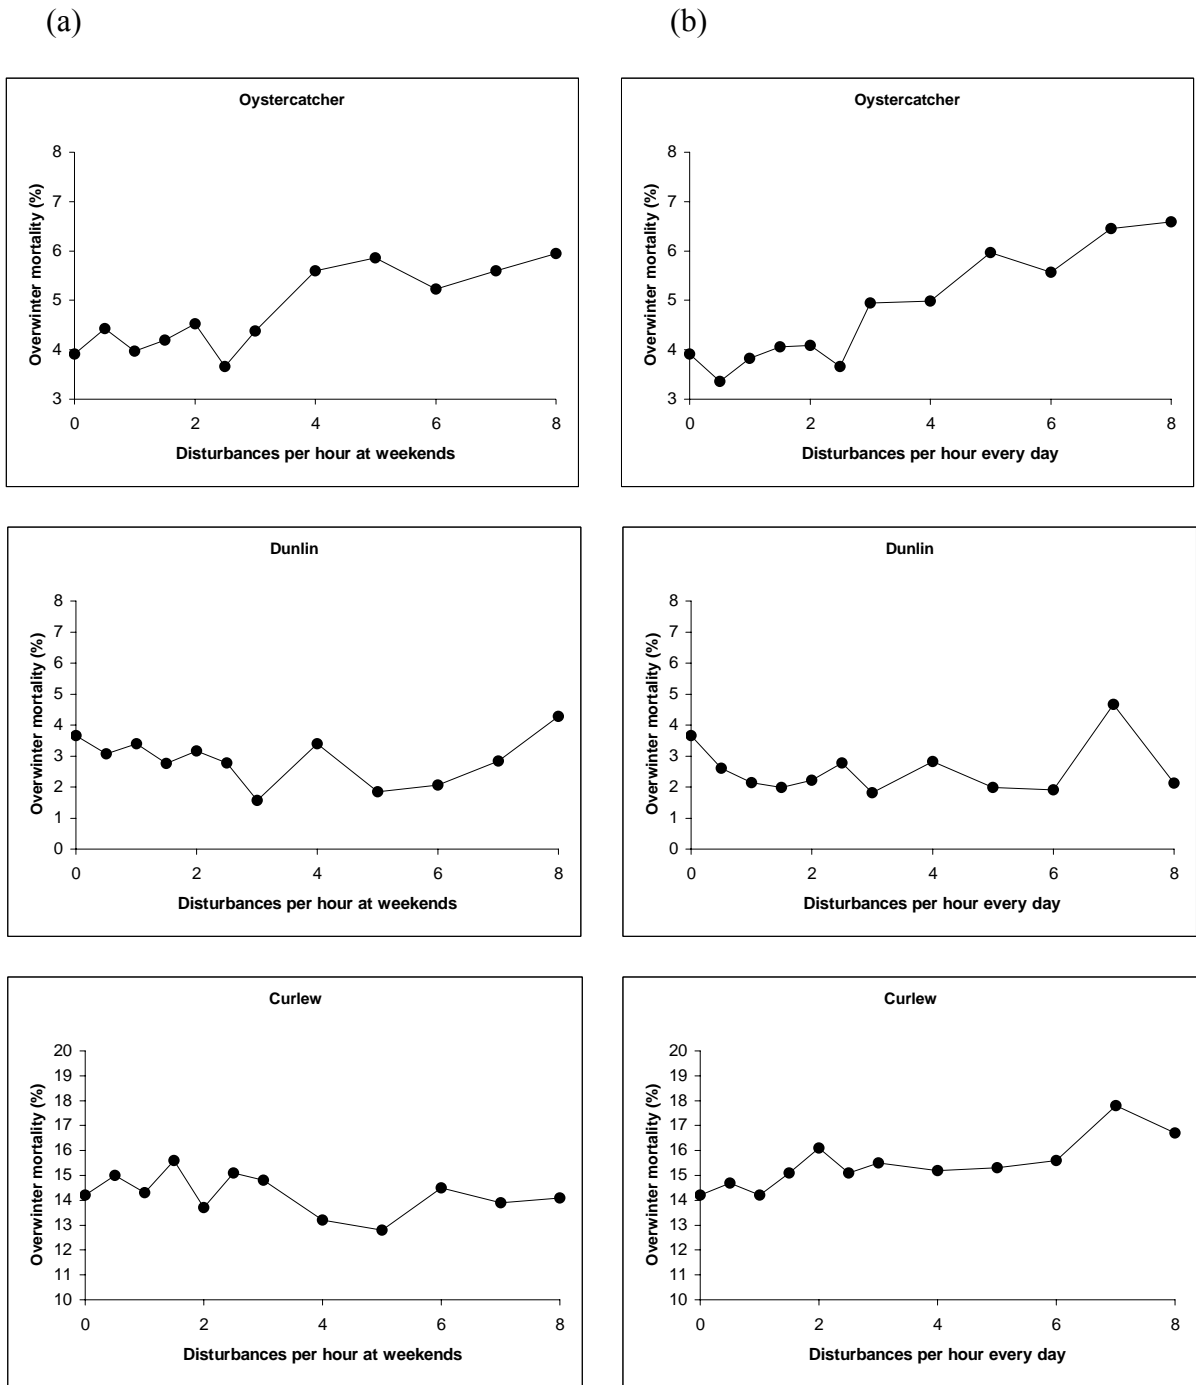 (a)
(b)
Oystercatcher
Overwinter mortality (%)
8
7
6
5
4
3
0 2 4 6 8
Disturbances per hour at weekends
Oystercatcher
Overwinter mortality (%)
8
7
6
5
4
3
0 2 4 6 8
Disturbances per hour every day
Dunlin
Overwinter mortality (%)
8
7
6
5
4
3
2
1
0
0 2 4 6 8
Disturbances per hour at weekends
Dunlin
Overwinter mortality (%)
8
7
6
5
4
3
2
1
0
0 2 4 6 8
Disturbances per hour every day
Curlew
Overwinter mortality (%)
20
19
18
17
16
15
14
13
12
11
10
0 2 4 6 8
Disturbances per hour at weekends
Curlew
Overwinter mortality (%)
20
19
18
17
16
15
14
13
12
11
10
0 2 4 6 8
Disturbances per hour every day